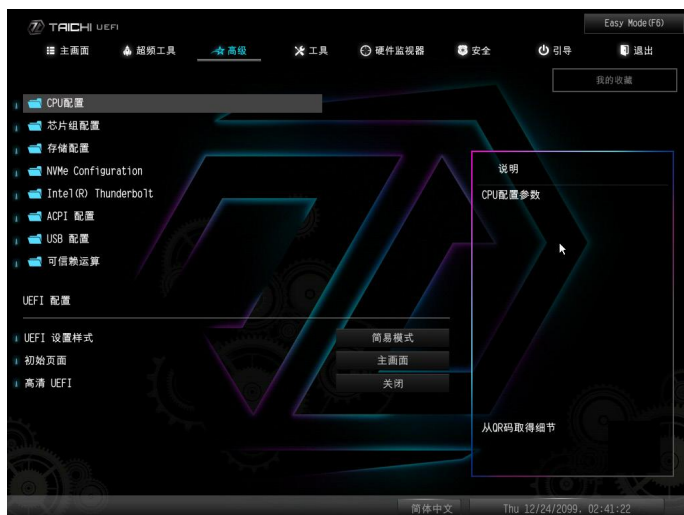 TAICHI UEFI
Easy Mode(F6)
主画面 超频工具 高级 工具 硬件监视器 安全 引导 退出
我的收藏
CPU配置
芯片组配置
存储配置
NVMe Configuration
Intel(R) Thunderbolt
ACPI 配置
USB 配置
可信赖运算
说明
CPU配置参数
UEFI 配置
UEFI 设置样式 简易模式
初始页面 主画面
高清 UEFI 关闭
从QR码取得细节
简体中文 Thu 12/24/2099, 02:41:22